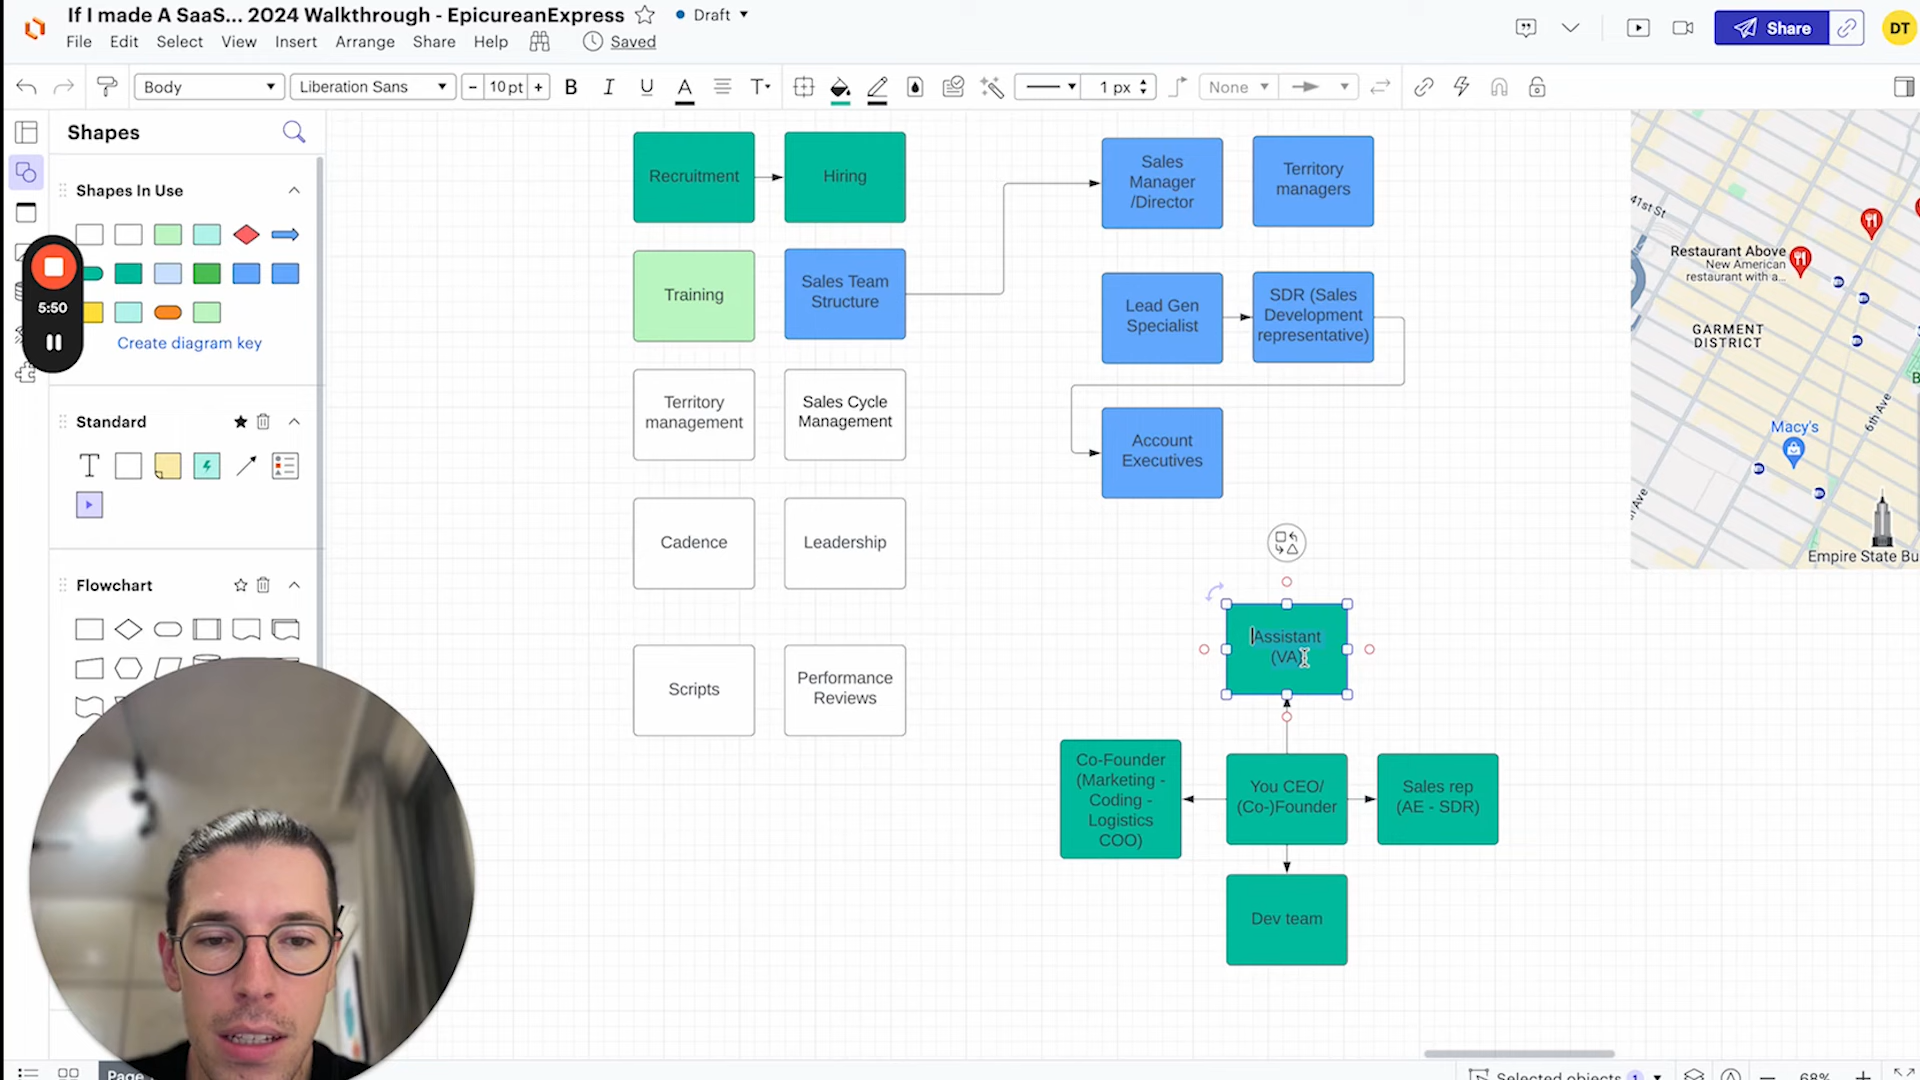 If I made A SaaS... 2024 Walkthrough - EpicureanExpress
Draft
File Edit Select View Insert Arrange Share Help Saved
Share
DT
Body
Liberation Sans
- 10 pt +
B I U A T
1 px
None
Shapes
Shapes In Use
5:50
Create diagram key
Standard
T
Flowchart
Recruitment
Hiring
Training
Sales Team
Structure
Territory
management
Sales Cycle
Management
Cadence
Leadership
Scripts
Performance
Reviews
Sales
Manager
/Director
Territory
managers
Lead Gen
Specialist
SDR (Sales
Development
representative)
Account
Executives
Assistant
(VA)
Co-Founder
(Marketing -
Coding -
Logistics
COO)
You CEO/
(Co-)Founder
Sales rep
(AE - SDR)
Dev team
41st St
Restaurant Above
New American
restaurant with a...
GARMENT
DISTRICT
6th Ave
Macy's
Empire State Bu
Page
Selected objects 1
68%